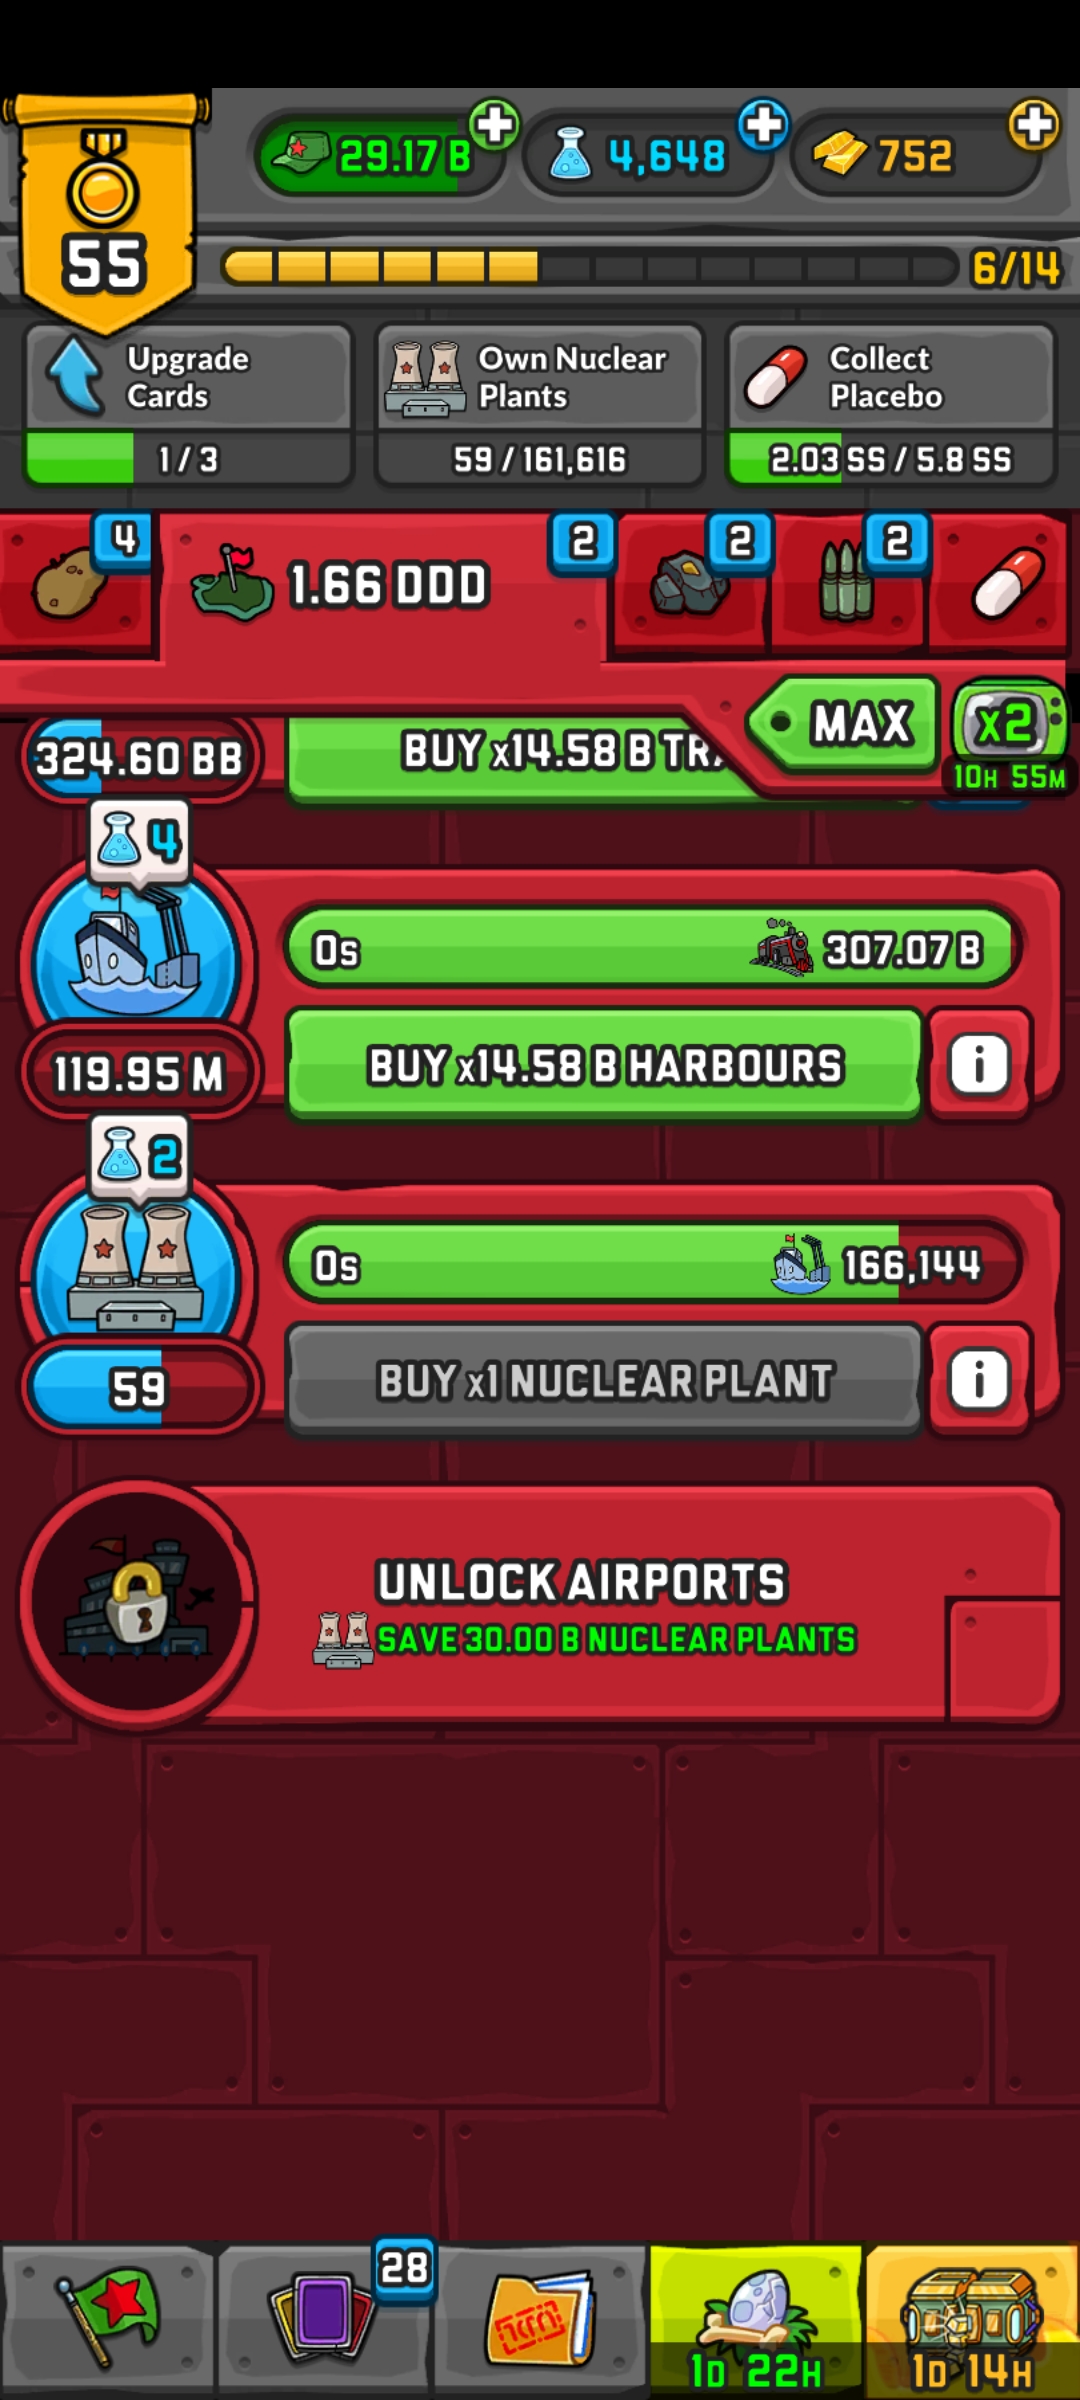 29.17 B
4,648
752
55
6/14
Upgrade
Cards
1 / 3
Own Nuclear
Plants
59 / 161,616
Collect
Placebo
2.03 SS / 5.8 SS
4
1.66 DDD
2
2
2
MAX
x2
10H 55M
324.60 BB
BUY x14.58 B
4
0s
307.07 B
119.95 M
BUY x14.58 B HARBOURS
i
2
0s
166,144
59
BUY x1 NUCLEAR PLANT
i
UNLOCK AIRPORTS
SAVE 30.00 B NUCLEAR PLANTS
28
1D 22H
1D 14H